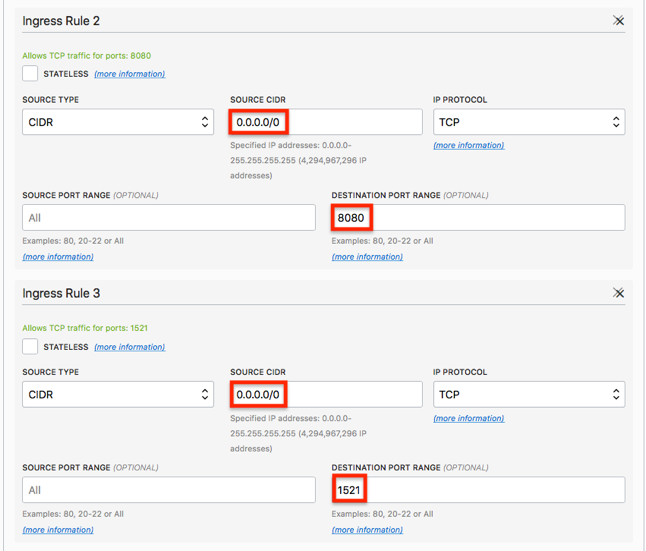 Ingress Rule 2
Allows TCP traffic for ports: 8080
STATELESS (more information)
SOURCE TYPE SOURCE CIDR IP PROTOCOL
CIDR 0.0.0.0/0 TCP
Specified IP addresses: 0.0.0.0- (more information)
255.255.255.255 (4,294,967,296 IP
addresses)
SOURCE PORT RANGE (OPTIONAL) DESTINATION PORT RANGE (OPTIONAL)
All 8080
Examples: 80, 20-22 or All Examples: 80, 20-22 or All
(more information) (more information)
Ingress Rule 3
Allows TCP traffic for ports: 1521
STATELESS (more information)
SOURCE TYPE SOURCE CIDR IP PROTOCOL
CIDR 0.0.0.0/0 TCP
Specified IP addresses: 0.0.0.0- (more information)
255.255.255.255 (4,294,967,296 IP
addresses)
SOURCE PORT RANGE (OPTIONAL) DESTINATION PORT RANGE (OPTIONAL)
All 1521
Examples: 80, 20-22 or All Examples: 80, 20-22 or All
(more information) (more information)